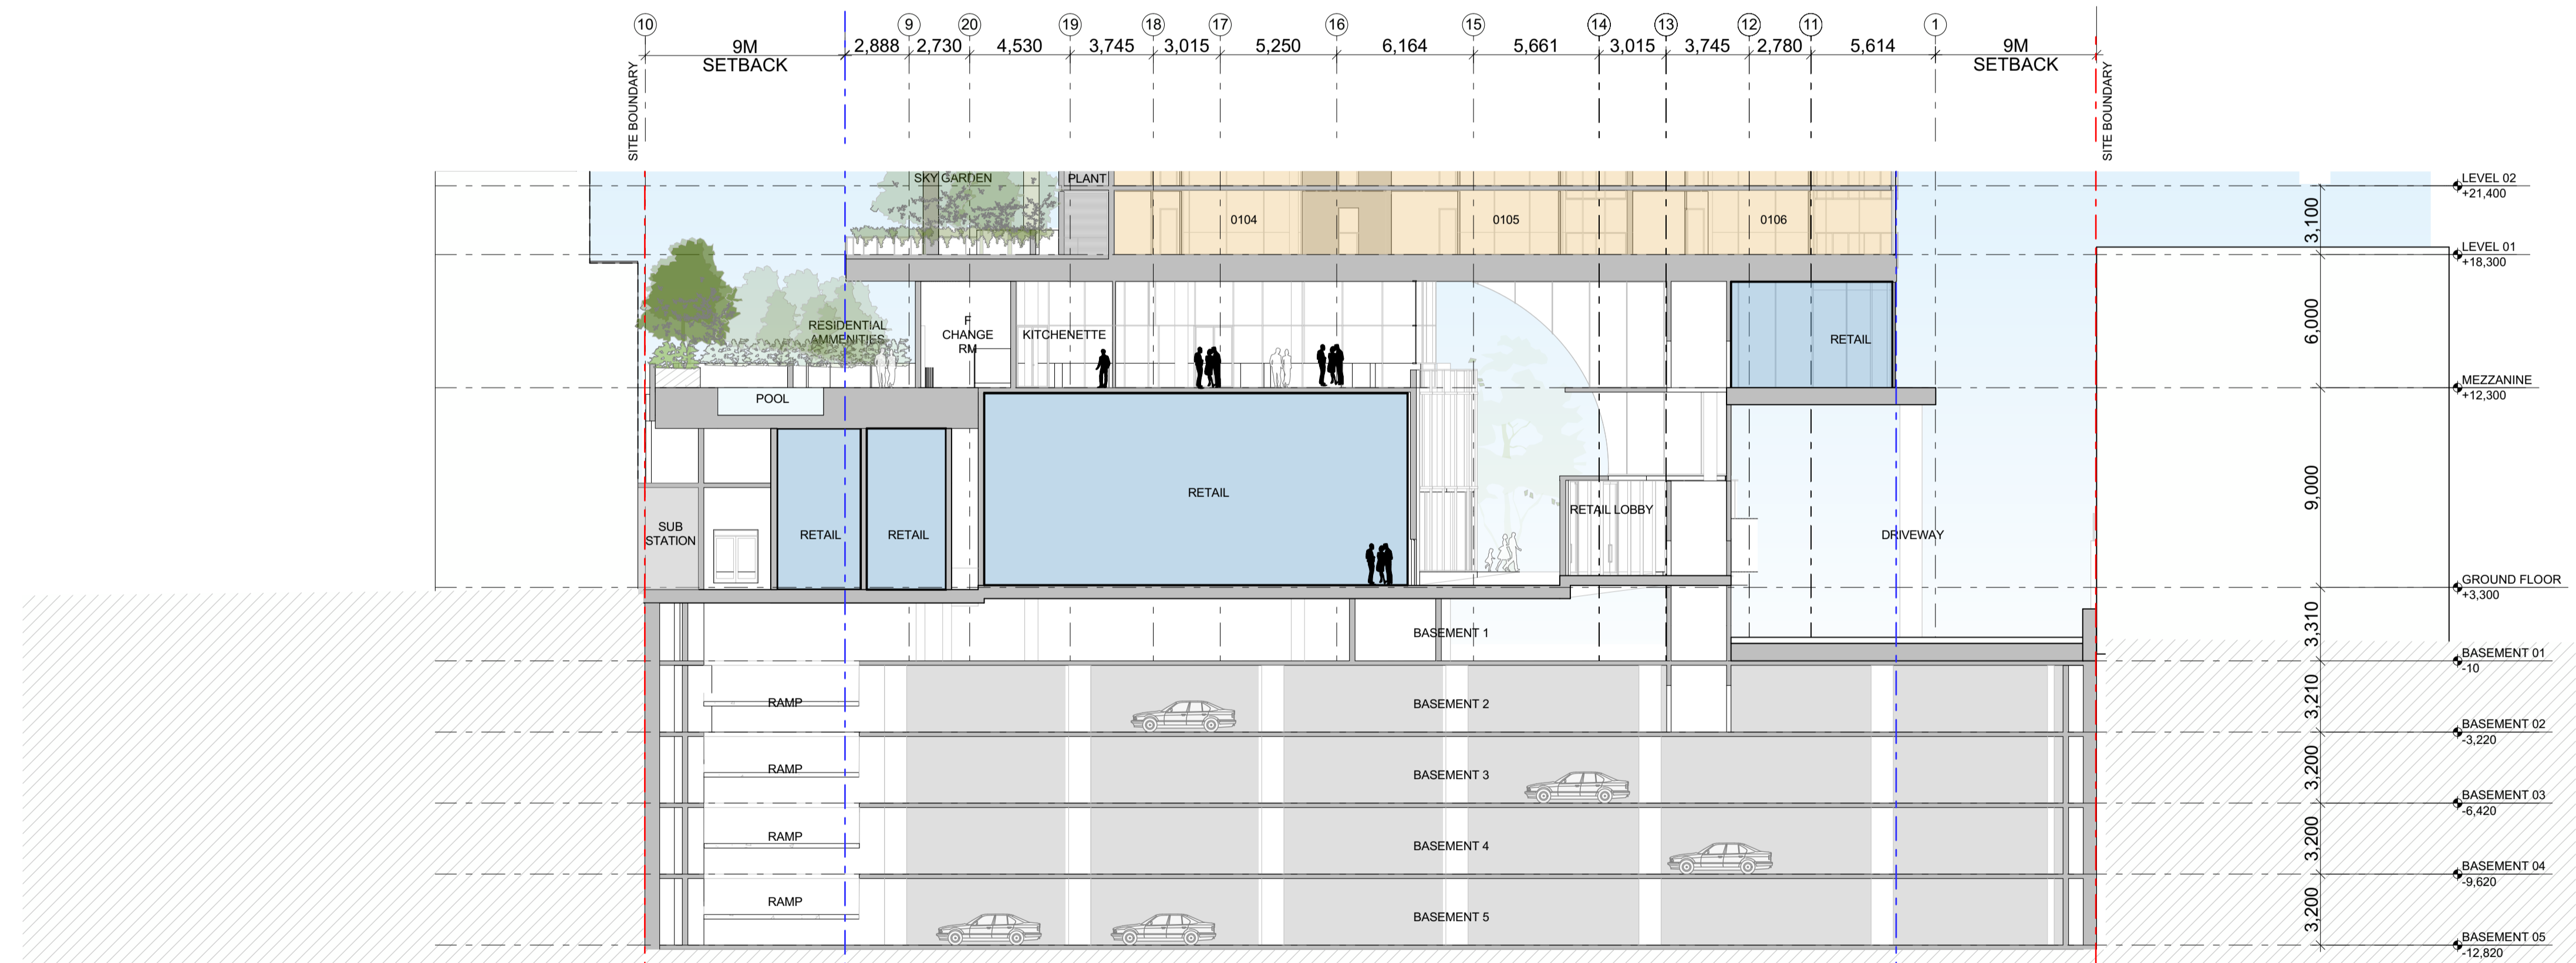 10
9
20
19
18
17
16
15
14
13
12
11
1
9M
2,888
2,730
4,530
3,745
3,015
5,250
6,164
5,661
3,015
3,745
2,780
5,614
9M
SETBACK
SETBACK
SITE BOUNDARY
SITE BOUNDARY
SKY GARDEN
PLANT
0104
0105
0106
LEVEL 02
+21,400
3,100
LEVEL 01
+18,300
RESIDENTIAL
AMMENITIES
F
CHANGE
RM
KITCHENETTE
RETAIL
6,000
MEZZANINE
+12,300
POOL
RETAIL
9,000
SUB
STATION
RETAIL
RETAIL
RETAIL LOBBY
DRIVEWAY
GROUND FLOOR
+3,300
BASEMENT 1
3,310
BASEMENT 01
-10
RAMP
BASEMENT 2
3,210
BASEMENT 02
-3,220
RAMP
BASEMENT 3
3,200
BASEMENT 03
-6,420
RAMP
BASEMENT 4
3,200
BASEMENT 04
-9,620
RAMP
BASEMENT 5
3,200
BASEMENT 05
-12,820